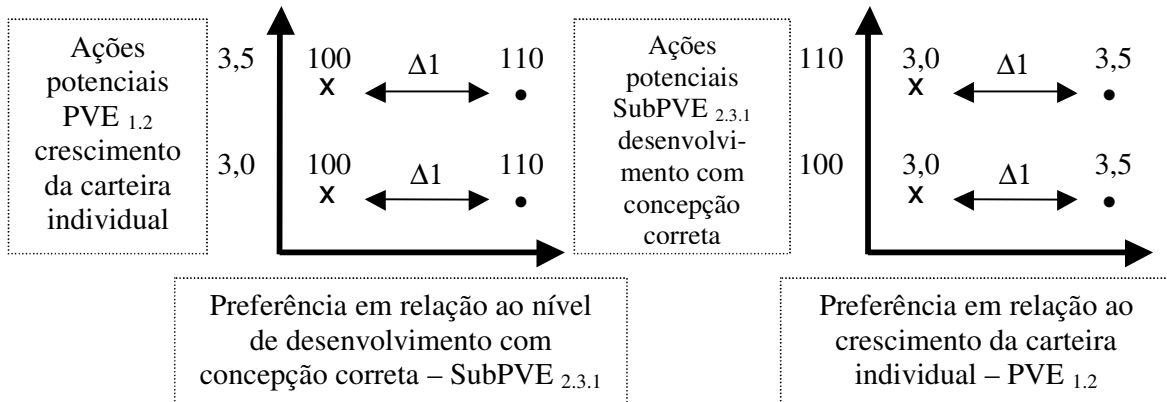 Ações
potenciais
PVE 1.2
crescimento
da carteira
individual
3,5
100
Δ1
110
x
•
3,0
100
Δ1
110
x
•
Preferência em relação ao nível
de desenvolvimento com
concepção correta – SubPVE 2.3.1
Ações
potenciais
SubPVE 2.3.1
desenvolvi-
mento com
concepção
correta
110
3,0
Δ1
3,5
x
•
100
3,0
Δ1
3,5
x
•
Preferência em relação ao
crescimento da carteira
individual – PVE 1.2